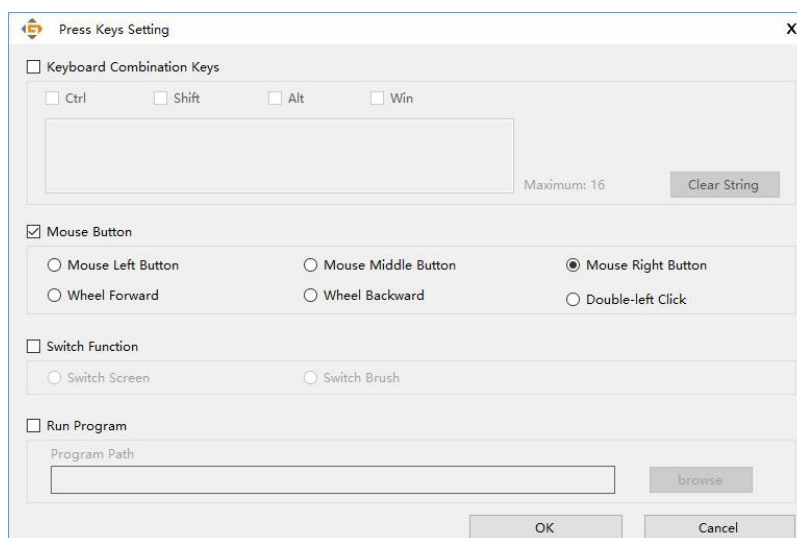 Press Keys Setting X
Keyboard Combination Keys
Ctrl Shift Alt Win
Maximum: 16 Clear String
Mouse Button
Mouse Left Button Mouse Middle Button Mouse Right Button
Wheel Forward Wheel Backward Double-left Click
Switch Function
Switch Screen Switch Brush
Run Program
Program Path
browse
OK Cancel